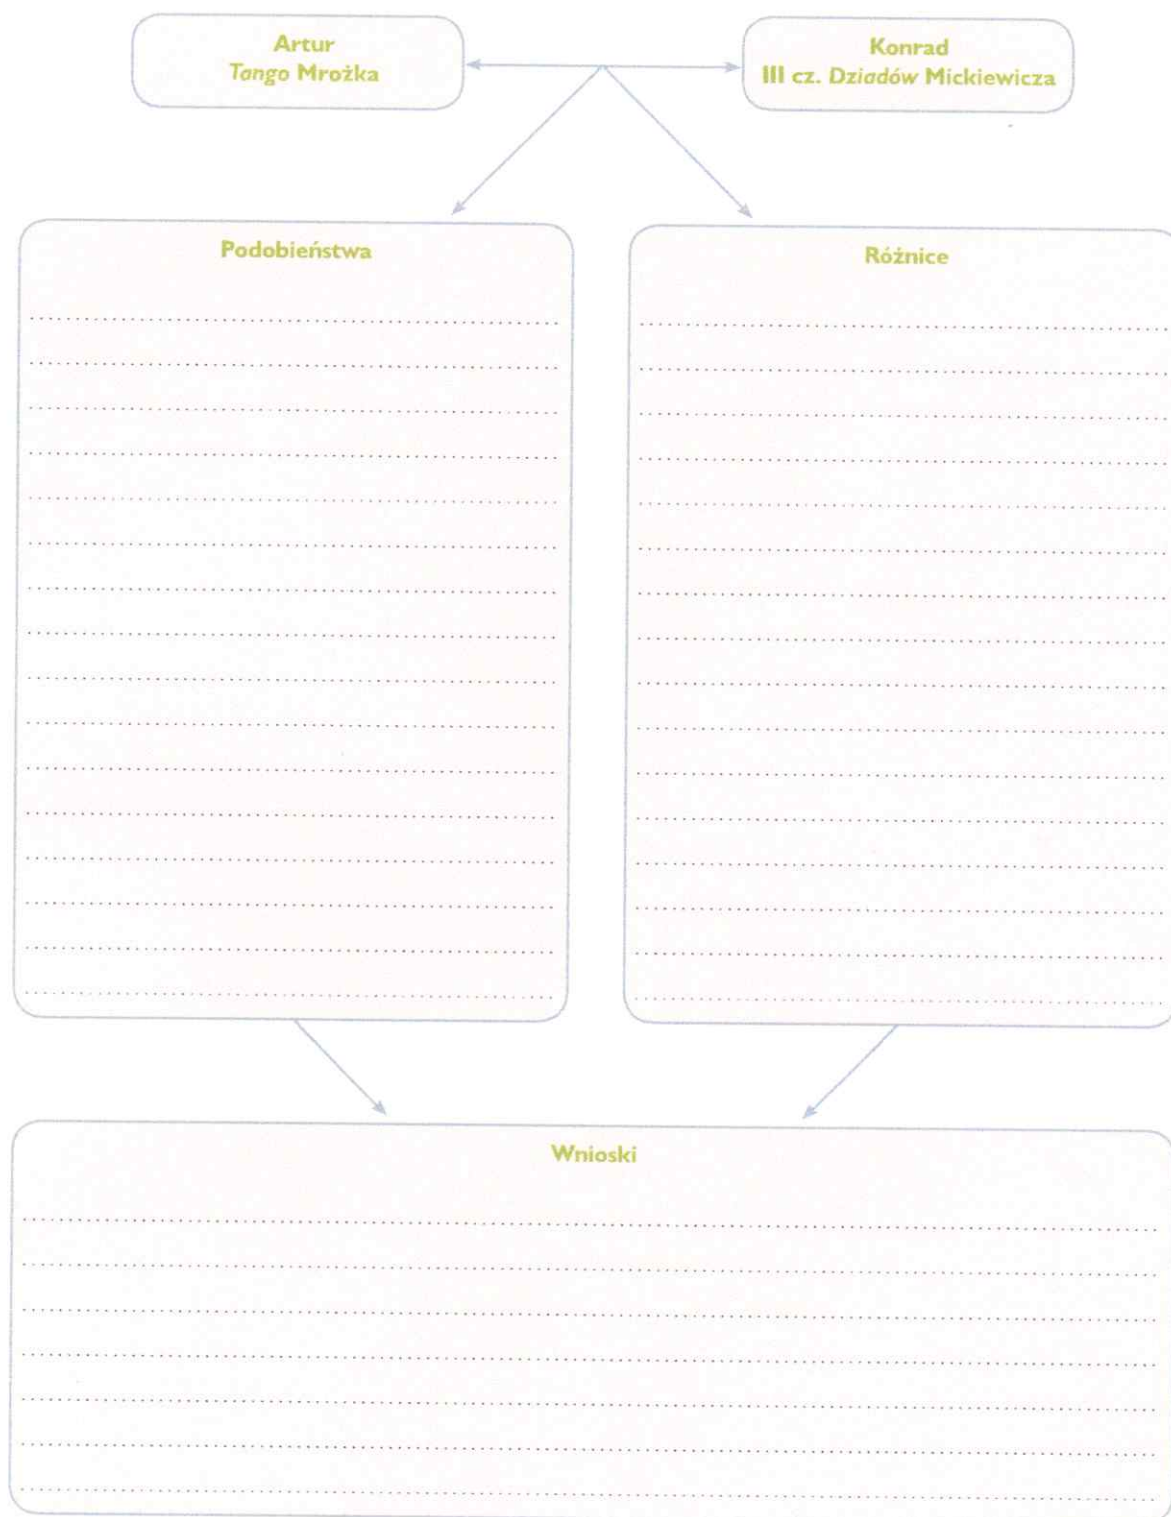 Artur
Tango Mrożka
Konrad
III cz. Dziadów Mickiewicza
Podobieństwa
Różnice
Wnioski